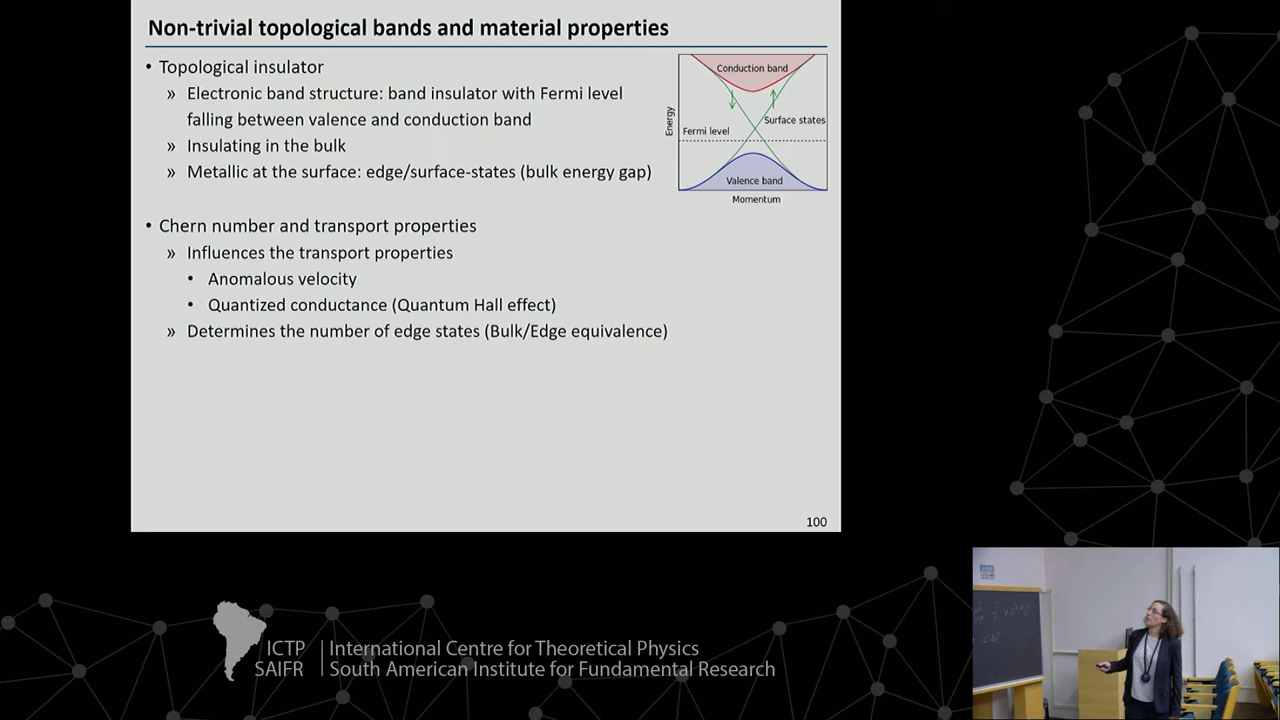 Non-trivial topological bands and material properties
• Topological insulator
» Electronic band structure: band insulator with Fermi level
falling between valence and conduction band
» Insulating in the bulk
» Metallic at the surface: edge/surface-states (bulk energy gap)
Conduction band
Surface states
Fermi level
Valence band
Energy
Momentum
• Chern number and transport properties
» Influences the transport properties
• Anomalous velocity
• Quantized conductance (Quantum Hall effect)
» Determines the number of edge states (Bulk/Edge equivalence)
100
ICTP
SAIFR
International Centre for Theoretical Physics
South American Institute for Fundamental Research